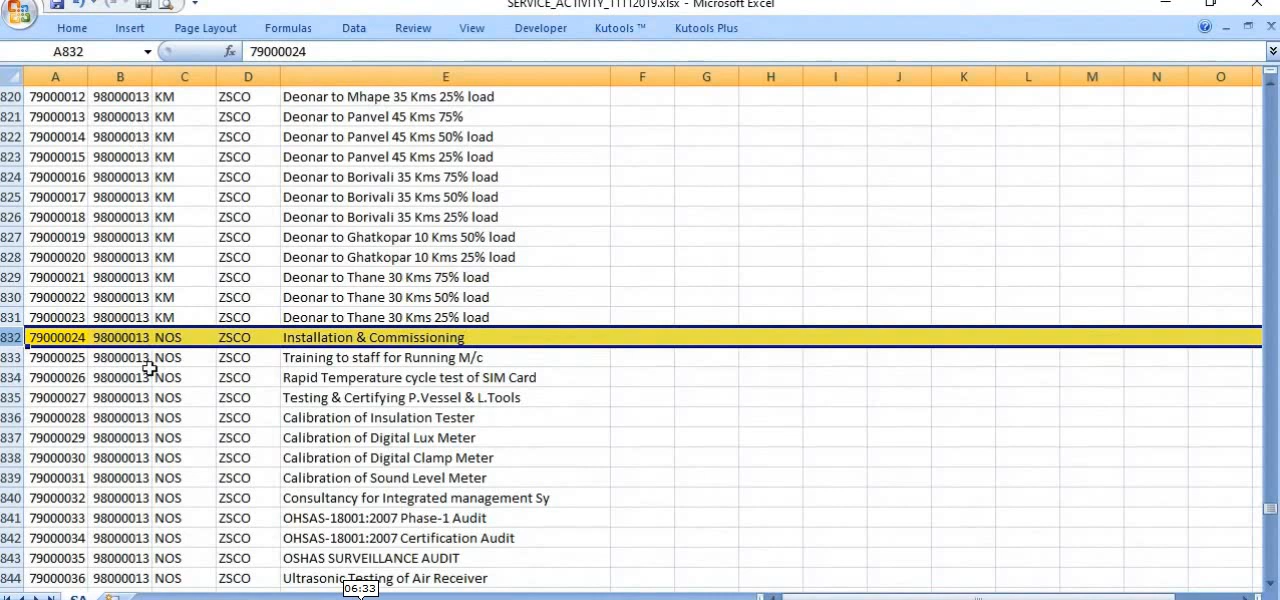 SERVICE_ACTIVITY_11112019.xlsx - Microsoft Excel
Home Insert Page Layout Formulas Data Review View Developer Kutools ™ Kutools Plus
A832 fx 79000024
A B C D E F G H I J K L M N O
820 79000012 98000013 KM ZSCO Deonar to Mhape 35 Kms 25% load
821 79000013 98000013 KM ZSCO Deonar to Panvel 45 Kms 75%
822 79000014 98000013 KM ZSCO Deonar to Panvel 45 Kms 50% load
823 79000015 98000013 KM ZSCO Deonar to Panvel 45 Kms 25% load
824 79000016 98000013 KM ZSCO Deonar to Borivali 35 Kms 75% load
825 79000017 98000013 KM ZSCO Deonar to Borivali 35 Kms 50% load
826 79000018 98000013 KM ZSCO Deonar to Borivali 35 Kms 25% load
827 79000019 98000013 KM ZSCO Deonar to Ghatkopar 10 Kms 50% load
828 79000020 98000013 KM ZSCO Deonar to Ghatkopar 10 Kms 25% load
829 79000021 98000013 KM ZSCO Deonar to Thane 30 Kms 75% load
830 79000022 98000013 KM ZSCO Deonar to Thane 30 Kms 50% load
831 79000023 98000013 KM ZSCO Deonar to Thane 30 Kms 25% load
832 79000024 98000013 NOS ZSCO Installation & Commissioning
833 79000025 98000013 NOS ZSCO Training to staff for Running M/c
834 79000026 98000013 NOS ZSCO Rapid Temperature cycle test of SIM Card
835 79000027 98000013 NOS ZSCO Testing & Certifying P.Vessel & L.Tools
836 79000028 98000013 NOS ZSCO Calibration of Insulation Tester
837 79000029 98000013 NOS ZSCO Calibration of Digital Lux Meter
838 79000030 98000013 NOS ZSCO Calibration of Digital Clamp Meter
839 79000031 98000013 NOS ZSCO Calibration of Sound Level Meter
840 79000032 98000013 NOS ZSCO Consultancy for Integrated management Sy
841 79000033 98000013 NOS ZSCO OHSAS-18001:2007 Phase-1 Audit
842 79000034 98000013 NOS ZSCO OHSAS-18001:2007 Certification Audit
843 79000035 98000013 NOS ZSCO OSHAS SURVEILLANCE AUDIT
844 79000036 98000013 NOS ZSCO Ultrasonic Testing of Air Receiver
06:33
SA